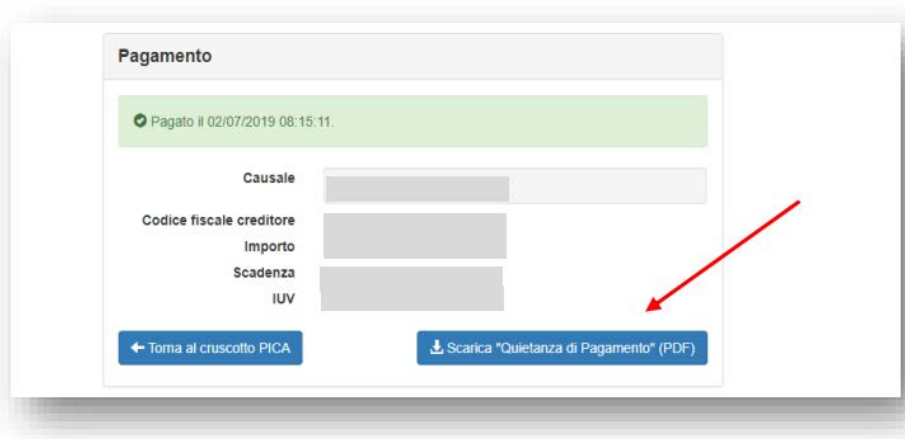 Pagamento
Pagato il 02/07/2019 08:15:11.
Causale
Codice fiscale creditore
Importo
Scadenza
IUV
Torna al cruscotto PICA
Scarica "Quietanza di Pagamento" (PDF)